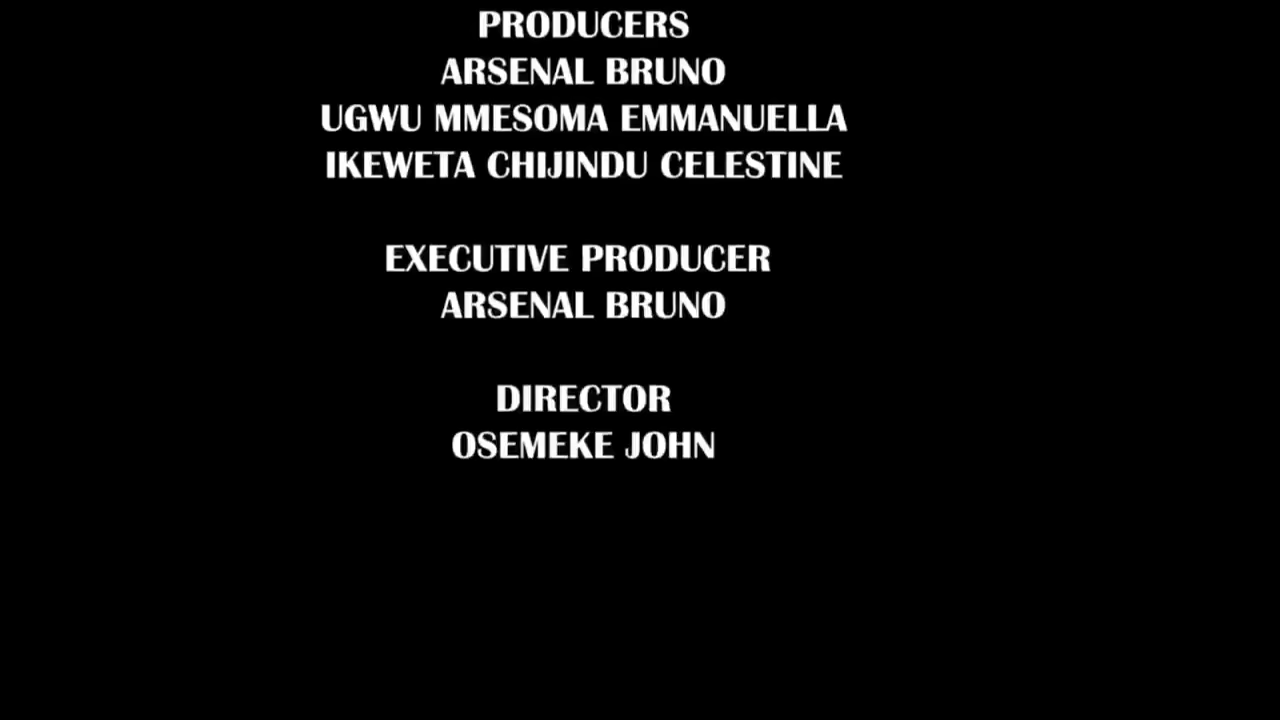 PRODUCERS
ARSENAL BRUNO
UGWU MMESOMA EMMANUELLA
IKEWETA CHIJINDU CELESTINE
EXECUTIVE PRODUCER
ARSENAL BRUNO
DIRECTOR
OSEMEKE JOHN